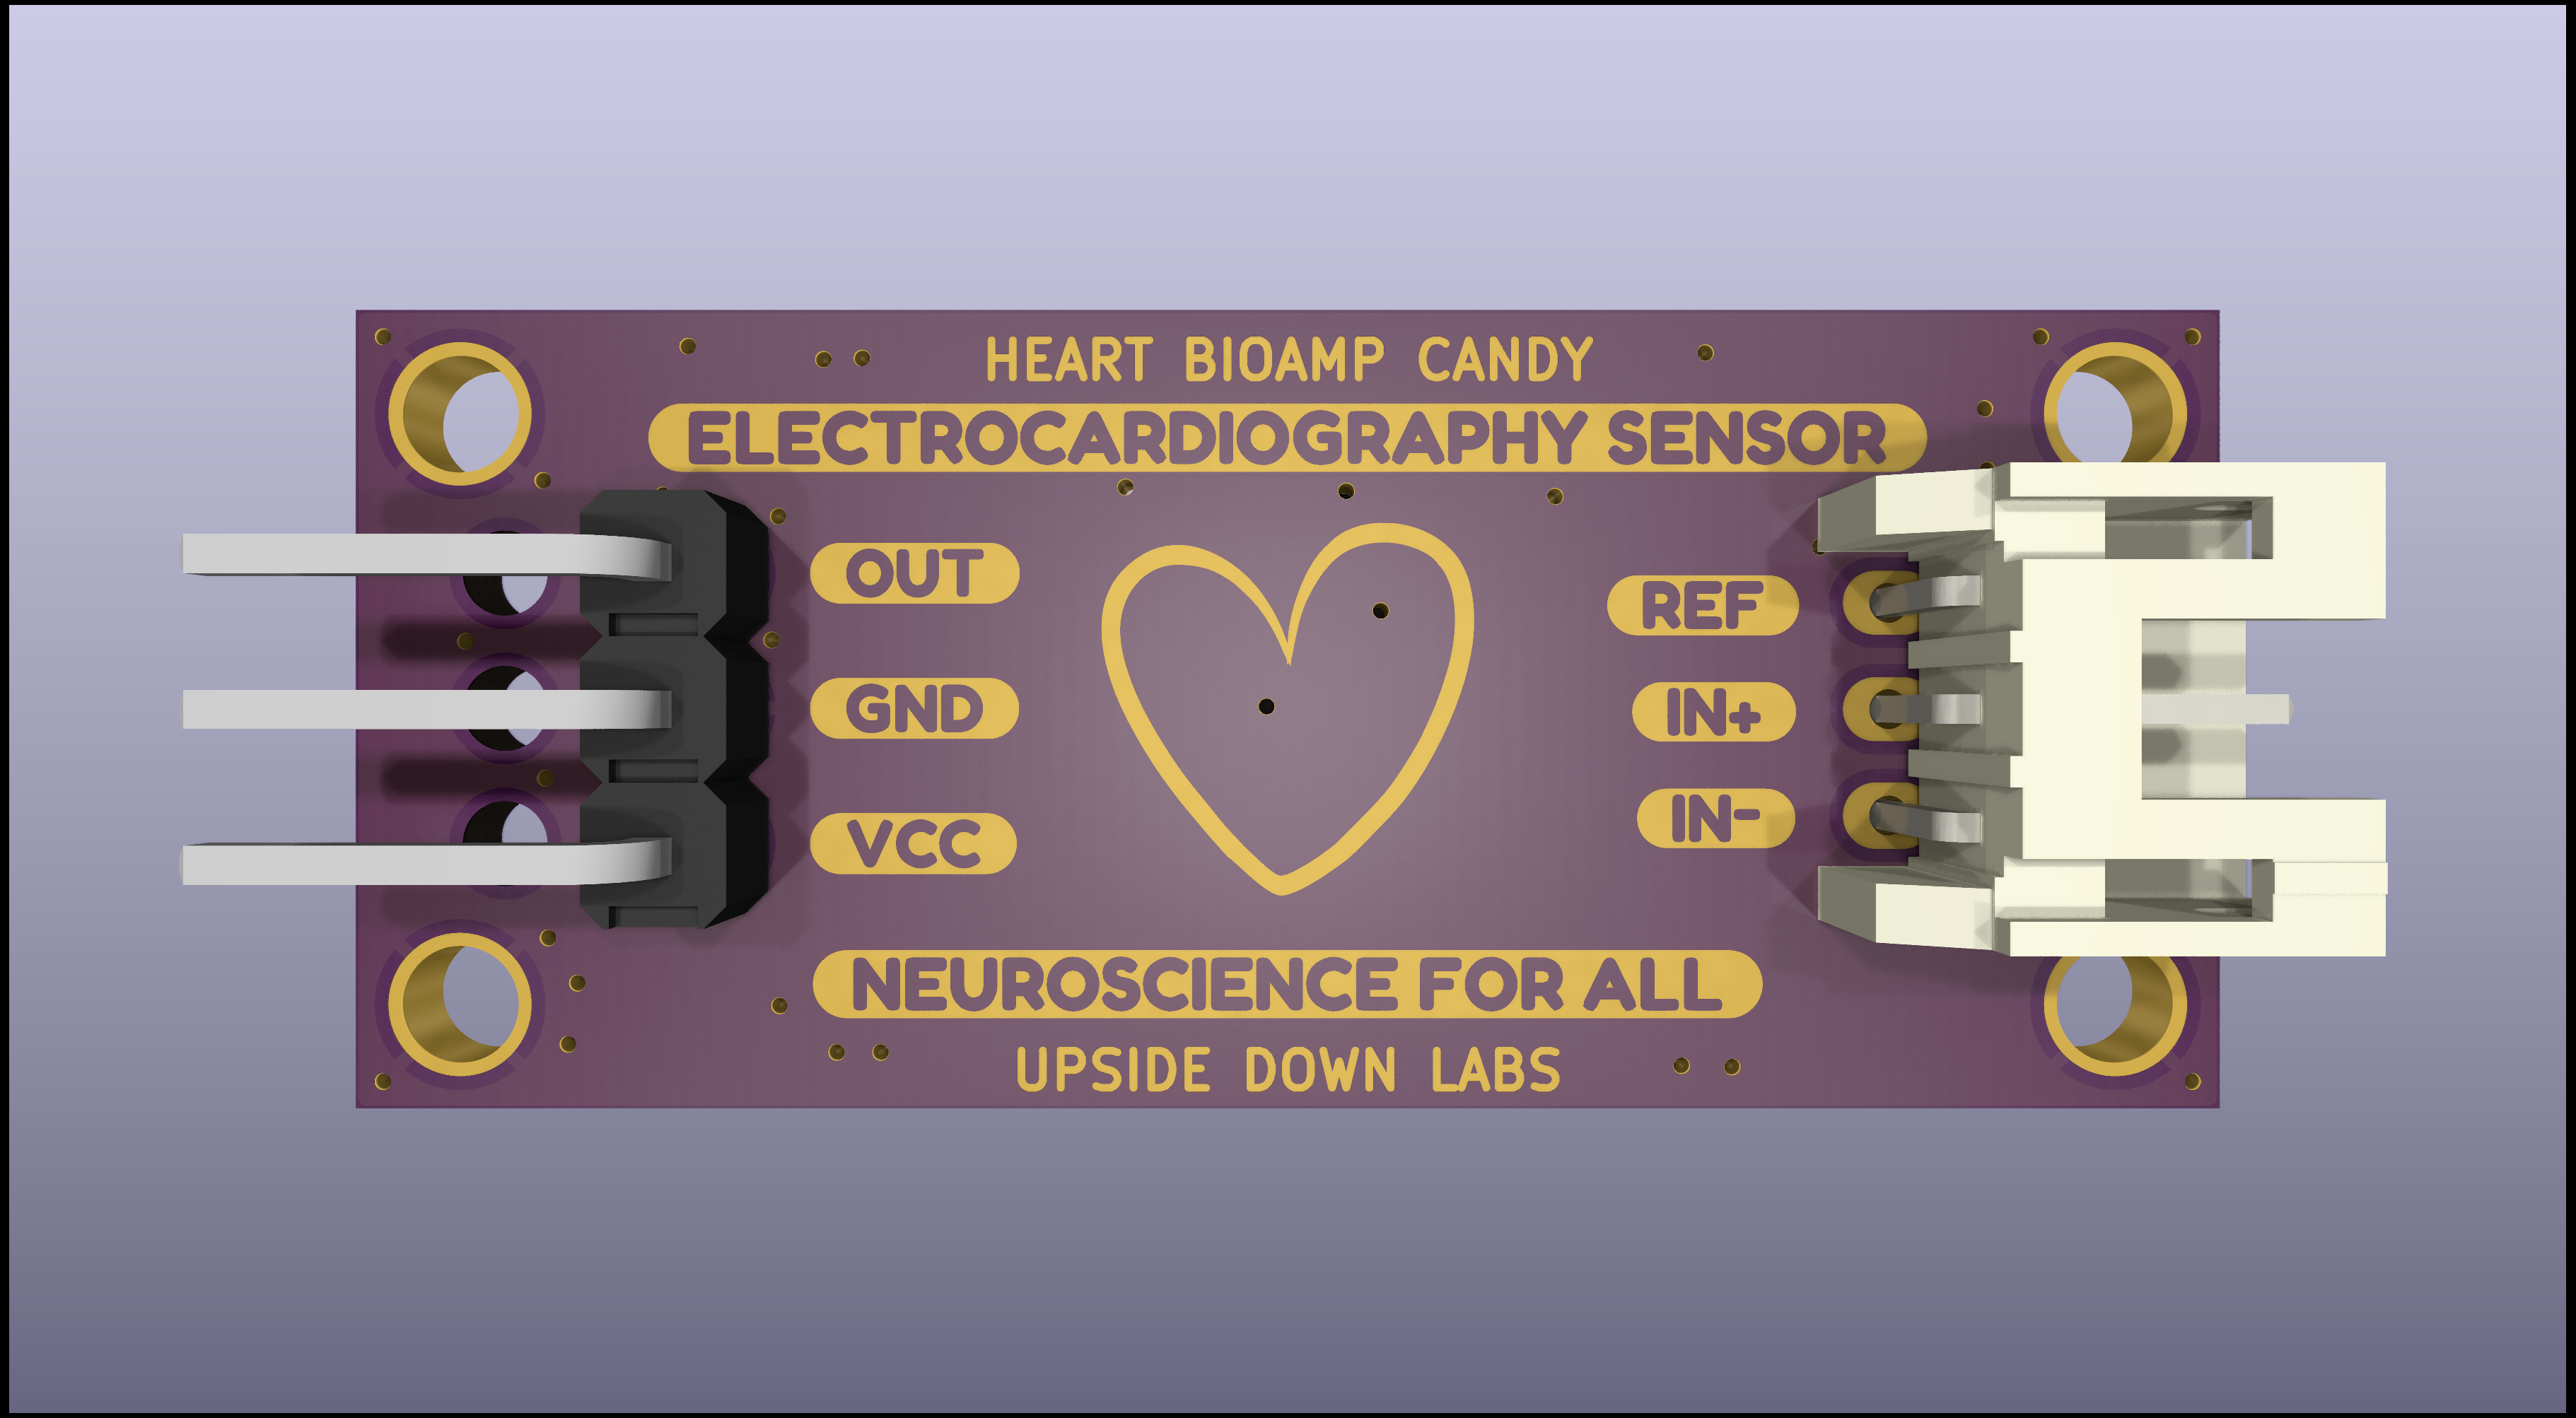 HEART BIOAMP CANDY
ELECTROCARDIOGRAPHY SENSOR
OUT
GND
VCC
REF
IN+
IN-
NEUROSCIENCE FOR ALL
UPSIDE DOWN LABS